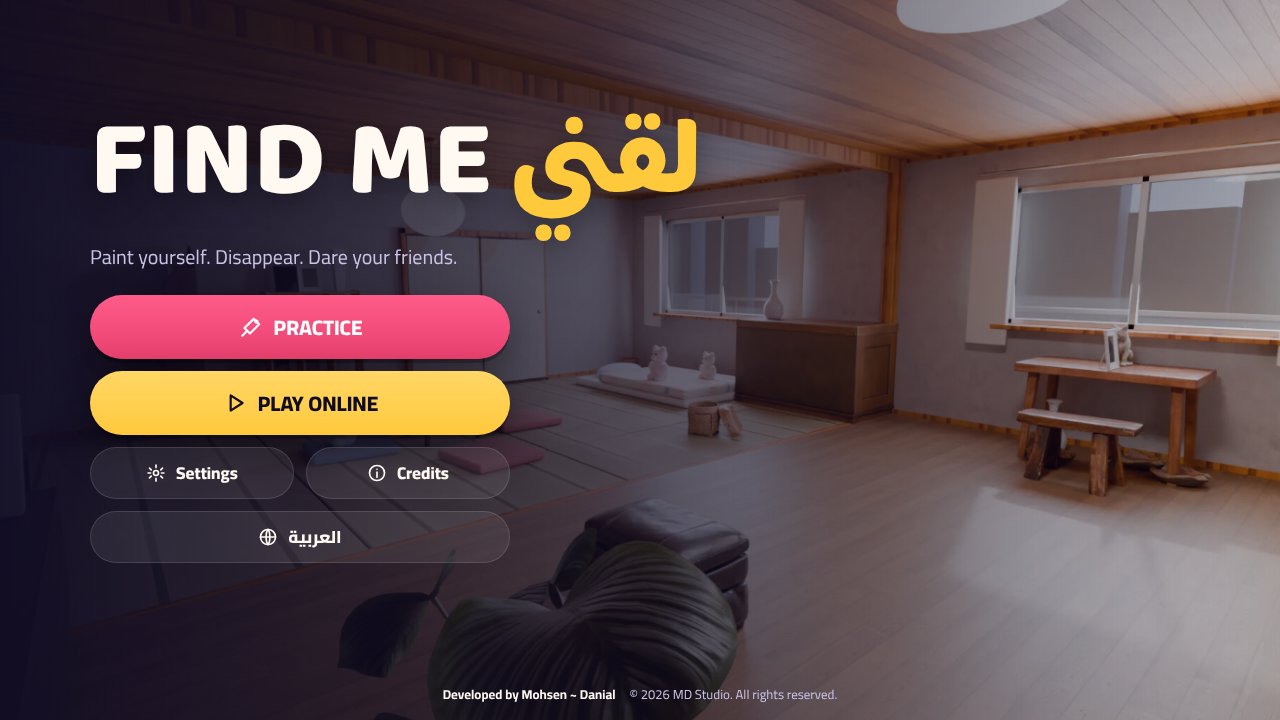 FIND ME لقني
Paint yourself. Disappear. Dare your friends.
PRACTICE
PLAY ONLINE
Settings
Credits
العربية
Developed by Mohsen ~ Danial © 2026 MD Studio. All rights reserved.